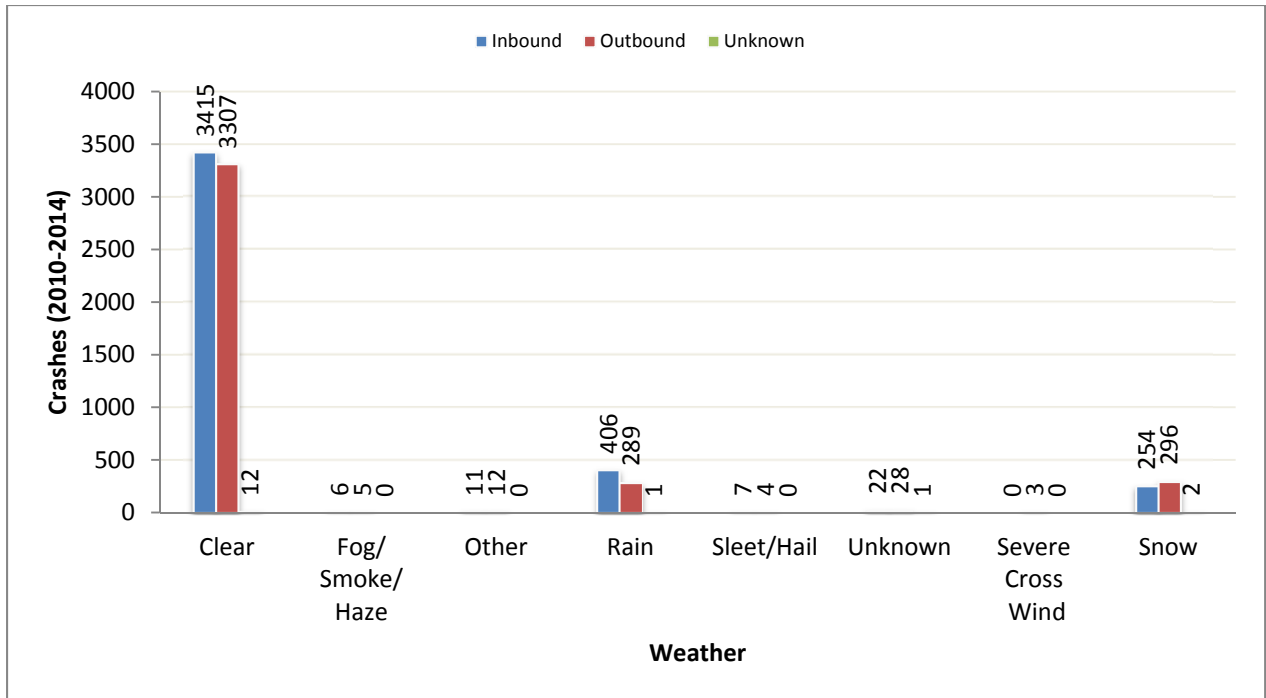 Inbound Outbound Unknown
Crashes (2010-2014)
4000
3500
3000
2500
2000
1500
1000
500
0
3415 3307 12
6 5 0
11 12 0
406 289 1
7 4 0
22 28 1
0 3 0
254 296 2
Clear Fog/ Other Rain Sleet/Hail Unknown Severe Snow
Smoke/ Cross
Haze Wind
Weather